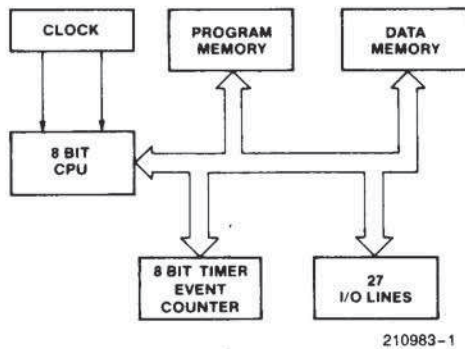 CLOCK
PROGRAM
MEMORY
DATA
MEMORY
8 BIT
CPU
8 BIT TIMER
EVENT
COUNTER
27
I/O LINES
210983-1